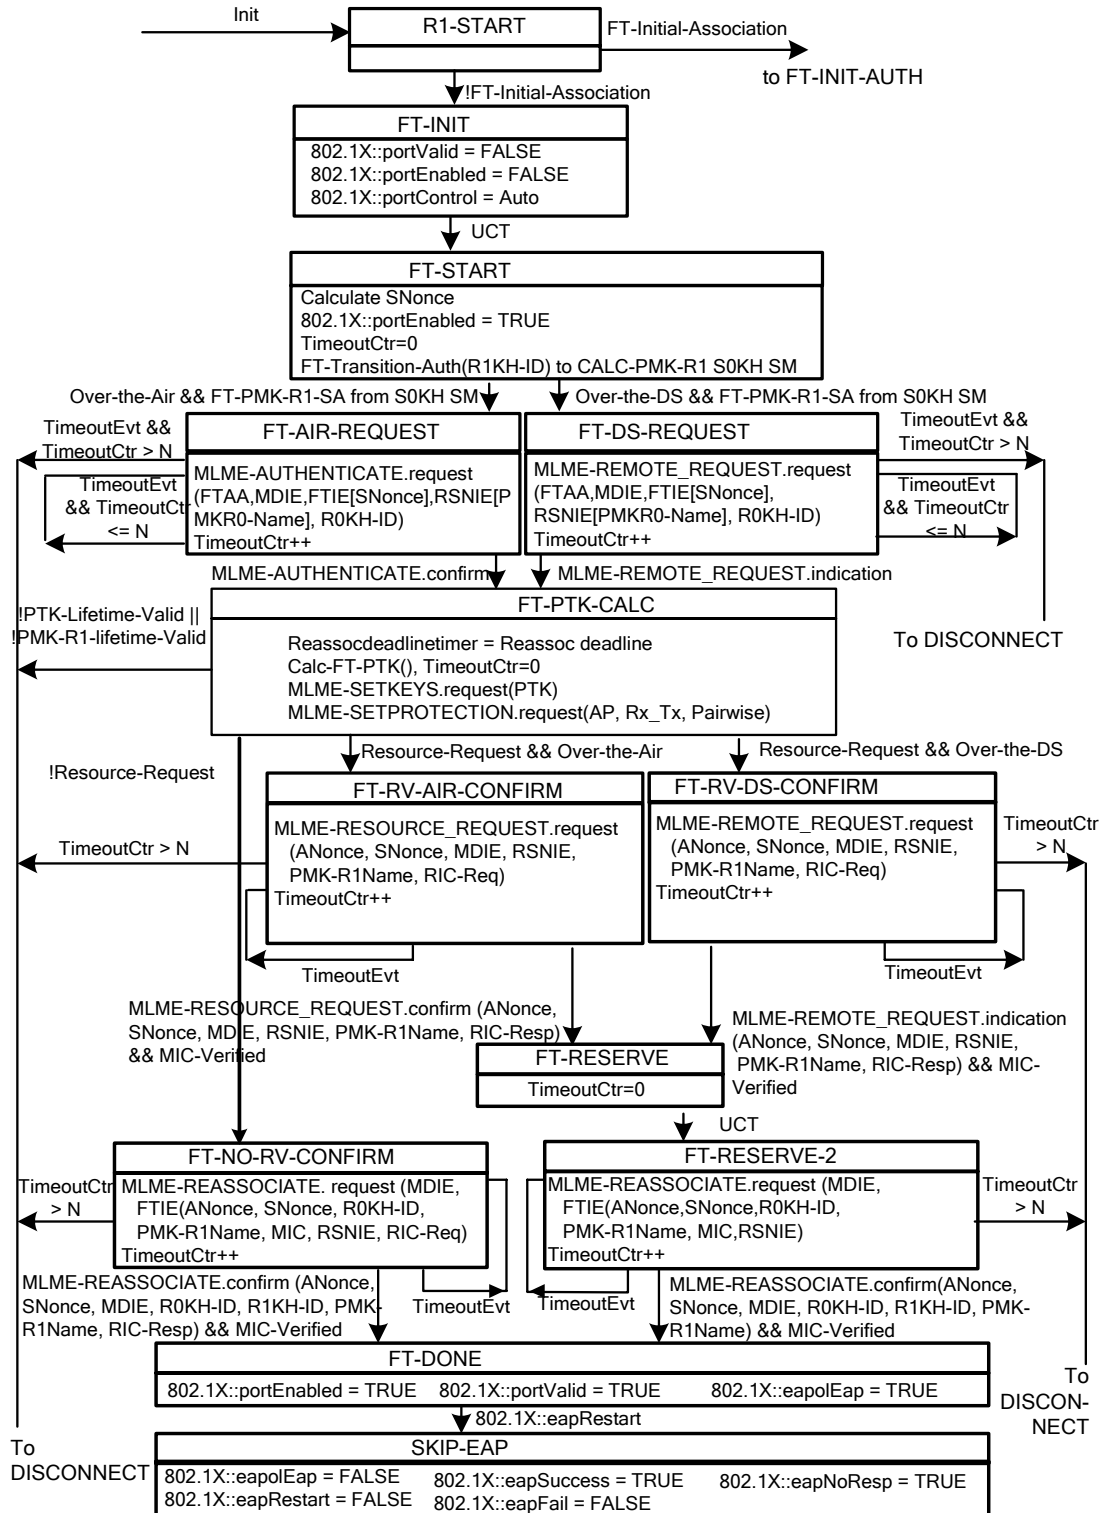 Init
R1-START
FT-Initial-Association
to FT-INIT-AUTH
!FT-Initial-Association
FT-INIT
802.1X::portValid = FALSE
802.1X::portEnabled = FALSE
802.1X::portControl = Auto
UCT
FT-START
Calculate SNonce
802.1X::portEnabled = TRUE
TimeoutCtr=0
FT-Transition-Auth(R1KH-ID) to CALC-PMK-R1 S0KH SM
Over-the-Air && FT-PMK-R1-SA from S0KH SM
Over-the-DS && FT-PMK-R1-SA from S0KH SM
TimeoutEvt &&
TimeoutCtr > N
FT-AIR-REQUEST
MLME-AUTHENTICATE.request
(FTAA,MDIE,FTIE[SNonce],RSNIE[P
MKR0-Name], R0KH-ID)
TimeoutCtr++
TimeoutEvt
&& TimeoutCtr
<= N
FT-DS-REQUEST
MLME-REMOTE_REQUEST.request
(FTAA,MDIE,FTIE[SNonce],
RSNIE[PMKR0-Name], R0KH-ID)
TimeoutCtr++
TimeoutEvt &&
TimeoutCtr > N
TimeoutEvt
&& TimeoutCtr
<= N
MLME-AUTHENTICATE.confirm
MLME-REMOTE_REQUEST.indication
!PTK-Lifetime-Valid ||
!PMK-R1-lifetime-Valid
FT-PTK-CALC
Reassocdeadlinetimer = Reassoc deadline
Calc-FT-PTK(), TimeoutCtr=0
MLME-SETKEYS.request(PTK)
MLME-SETPROTECTION.request(AP, Rx_Tx, Pairwise)
To DISCONNECT
!Resource-Request
Resource-Request && Over-the-Air
Resource-Request && Over-the-DS
FT-RV-AIR-CONFIRM
MLME-RESOURCE_REQUEST.request
(ANonce, SNonce, MDIE, RSNIE,
PMK-R1Name, RIC-Req)
TimeoutCtr++
TimeoutCtr > N
TimeoutEvt
FT-RV-DS-CONFIRM
MLME-REMOTE_REQUEST.request
(ANonce, SNonce, MDIE, RSNIE,
PMK-R1Name, RIC-Req)
TimeoutCtr++
TimeoutCtr
> N
TimeoutEvt
MLME-RESOURCE_REQUEST.confirm (ANonce,
SNonce, MDIE, RSNIE, PMK-R1Name, RIC-Resp)
&& MIC-Verified
MLME-REMOTE_REQUEST.indication
(ANonce, SNonce, MDIE, RSNIE,
PMK-R1Name, RIC-Resp) && MIC-
Verified
FT-RESERVE
TimeoutCtr=0
UCT
FT-NO-RV-CONFIRM
MLME-REASSOCIATE. request (MDIE,
FTIE(ANonce, SNonce, R0KH-ID,
PMK-R1Name, MIC, RSNIE, RIC-Req)
TimeoutCtr++
TimeoutCtr
> N
TimeoutEvt
FT-RESERVE-2
MLME-REASSOCIATE.request (MDIE,
FTIE(ANonce,SNonce,R0KH-ID,
PMK-R1Name, MIC,RSNIE)
TimeoutCtr++
TimeoutCtr
> N
TimeoutEvt
MLME-REASSOCIATE.confirm (ANonce,
SNonce, MDIE, R0KH-ID, R1KH-ID, PMK-
R1Name, RIC-Resp) && MIC-Verified
MLME-REASSOCIATE.confirm(ANonce,
SNonce, MDIE, R0KH-ID, R1KH-ID, PMK-
R1Name) && MIC-Verified
FT-DONE
802.1X::portEnabled = TRUE 802.1X::portValid = TRUE 802.1X::eapolEap = TRUE
To
DISCON-
NECT
802.1X::eapRestart
To
DISCONNECT
SKIP-EAP
802.1X::eapolEap = FALSE 802.1X::eapSuccess = TRUE 802.1X::eapNoResp = TRUE
802.1X::eapRestart = FALSE 802.1X::eapFail = FALSE